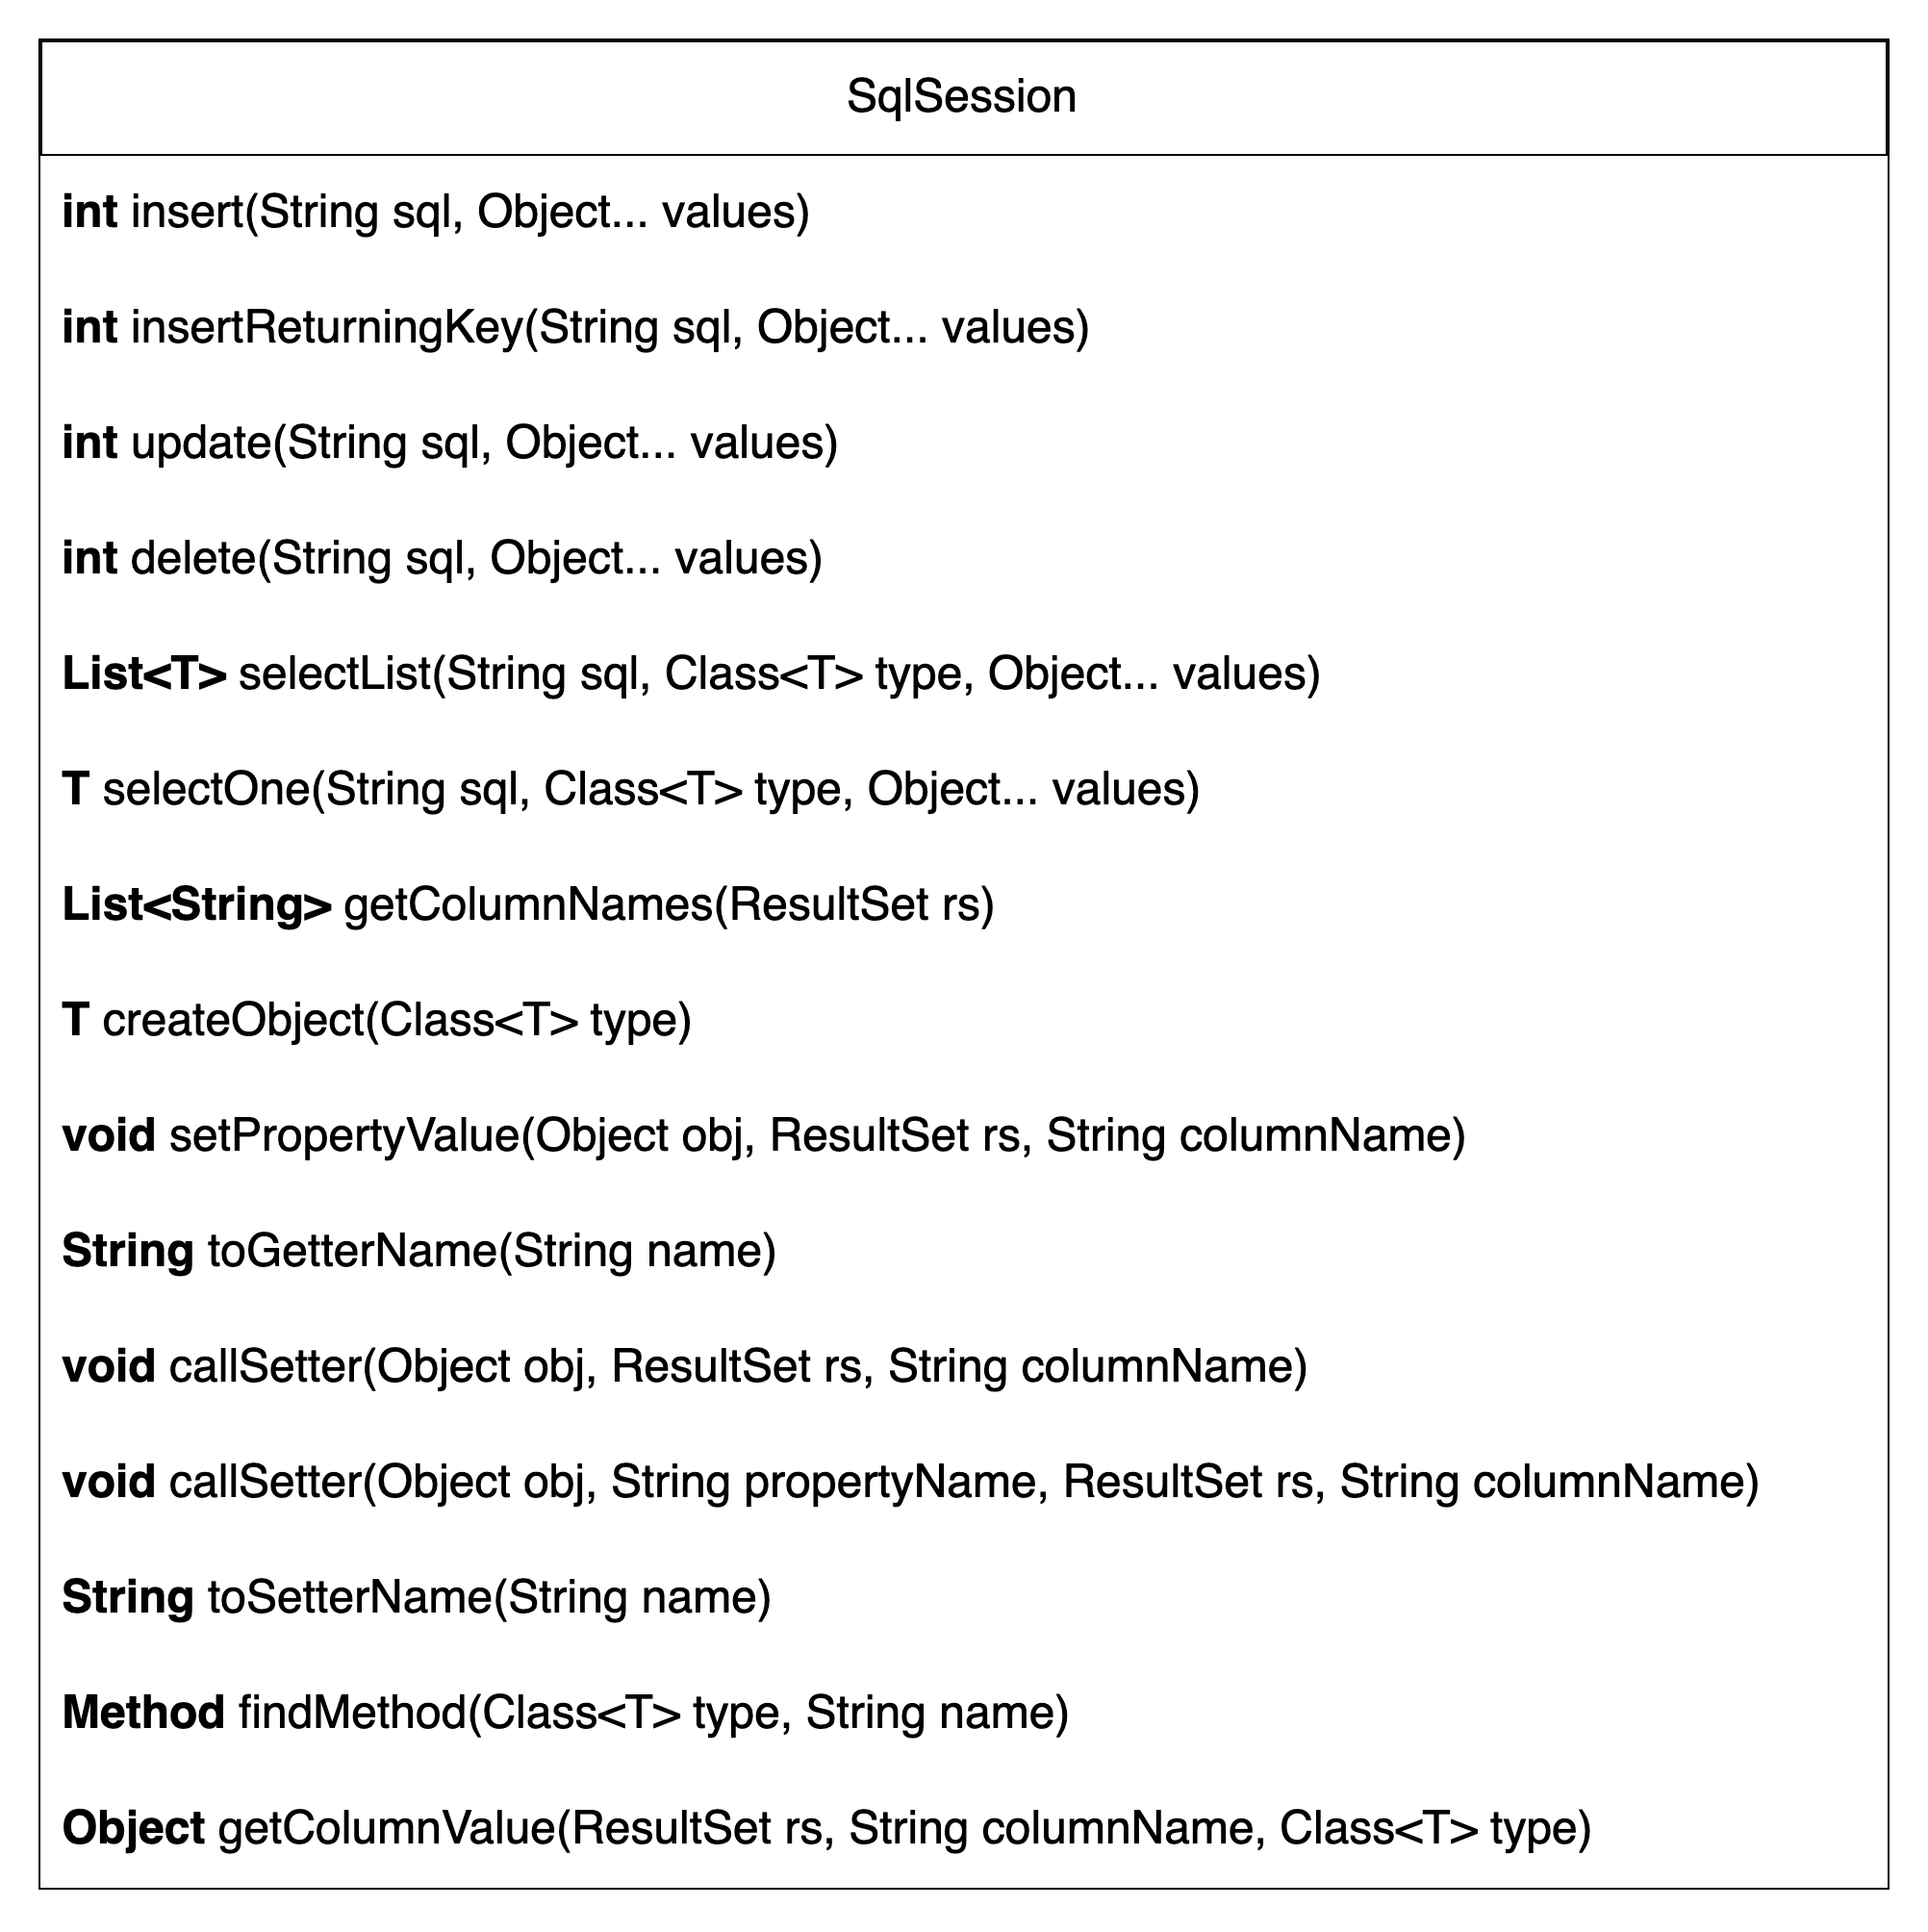 SqlSession
int insert(String sql, Object... values)
int insertReturningKey(String sql, Object... values)
int update(String sql, Object... values)
int delete(String sql, Object... values)
List<T> selectList(String sql, Class<T> type, Object... values)
T selectOne(String sql, Class<T> type, Object... values)
List<String> getColumnNames(ResultSet rs)
T createObject(Class<T> type)
void setPropertyValue(Object obj, ResultSet rs, String columnName)
String toGetterName(String name)
void callSetter(Object obj, ResultSet rs, String columnName)
void callSetter(Object obj, String propertyName, ResultSet rs, String columnName)
String toSetterName(String name)
Method findMethod(Class<T> type, String name)
Object getColumnValue(ResultSet rs, String columnName, Class<T> type)